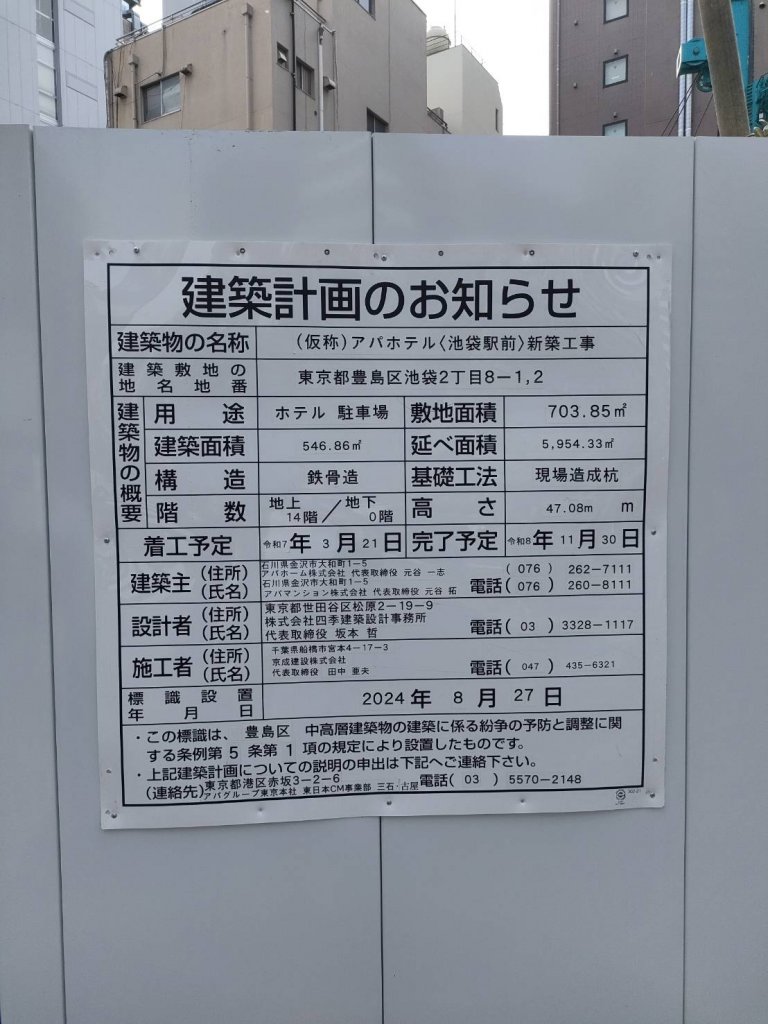 建築計画のお知らせ
建築物の名称 （仮称）アパホテル〈池袋駅前〉新築工事
建築敷地の地名地番 東京都豊島区池袋2丁目8－1,2
建築物の概要
用途 ホテル 駐車場 敷地面積 703.85㎡
建築面積 546.86㎡ 延べ面積 5,954.33㎡
構造 鉄骨造 基礎工法 現場造成杭
階数 地上14階／地下0階 高さ 47.08m m
着工予定 令和7年 3月21日 完了予定 令和8年 11月30日
建築主（住所）（氏名）
石川県金沢市大和町1－5
アパホーム株式会社 代表取締役 元谷 一志 （076）262－7111
石川県金沢市大和町1－5
アパマンション株式会社 代表取締役 元谷 拓 電話（076）260－8111
設計者（住所）（氏名）
東京都世田谷区松原2－19－9
株式会社四季建築設計事務所
代表取締役 坂本 哲 電話（03）3328－1117
施工者（住所）（氏名）
千葉県船橋市宮本4－17－3
京成建設株式会社
代表取締役 田中 亜夫 電話（047）435－6321
標識設置年月日 2024年 8月 27日
・この標識は、豊島区 中高層建築物の建築に係る紛争の予防と調整に関
する条例第5条第1項の規定により設置したものです。
・上記建築計画についての説明の申出は下記へご連絡下さい。
（連絡先）東京都港区赤坂3－2－6 電話（03）5570－2148
アパグループ東京本社 東日本CM事業部 三石・古屋